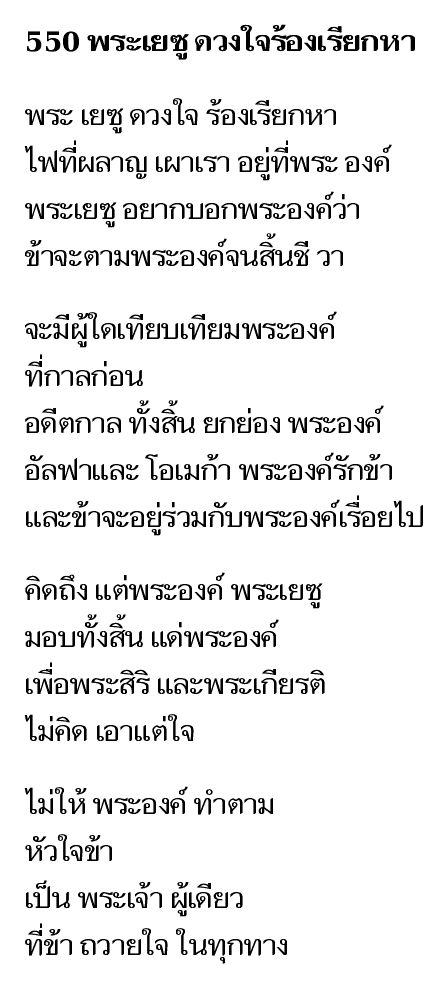 550 พระเยซู ดวงใจร้องเรียกหา
พระ เยซู ดวงใจ ร้องเรียกหา
ไฟที่ผลาญ เผาเรา อยู่ที่พระ องค์
พระเยซู อยากบอกพระองค์ว่า
ข้าจะตามพระองค์จนสิ้นชี วา
จะมีผู้ใดเทียบเทียมพระองค์
ที่กาลก่อน
อดีตกาล ทั้งสิ้น ยกย่อง พระองค์
อัลฟาและ โอเมก้า พระองค์รักข้า
และข้าจะอยู่ร่วมกับพระองค์เรื่อยไป
คิดถึง แต่พระองค์ พระเยซู
มอบทั้งสิ้น แด่พระองค์
เพื่อพระสิริ และพระเกียรติ
ไม่คิด เอาแต่ใจ
ไม่ให้ พระองค์ ทำตาม
หัวใจข้า
เป็น พระเจ้า ผู้เดียว
ที่ข้า ถวายใจ ในทุกทาง